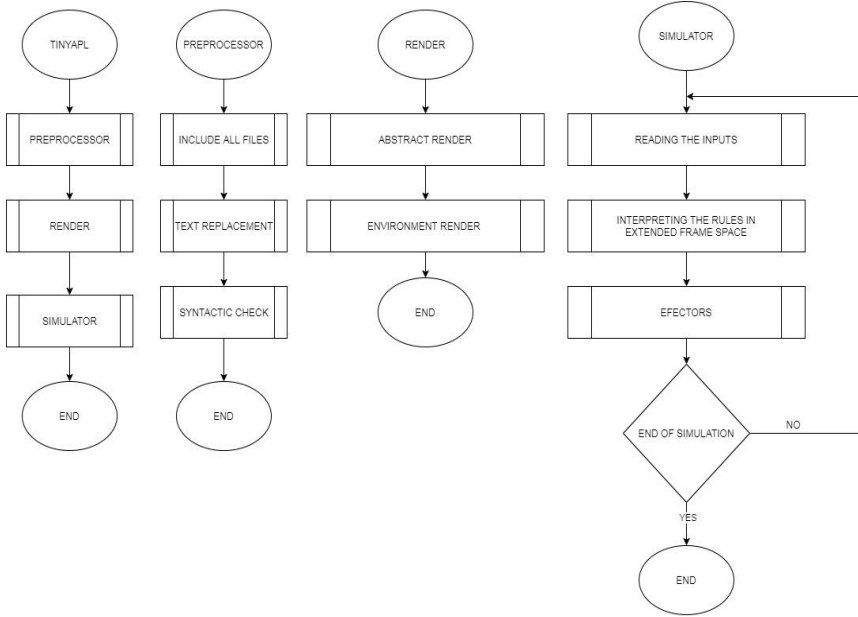 TINYAPL
PREPROCESSOR
RENDER
SIMULATOR
END
PREPROCESSOR
INCLUDE ALL FILES
TEXT REPLACEMENT
SYNTACTIC CHECK
END
RENDER
ABSTRACT RENDER
ENVIRONMENT RENDER
END
SIMULATOR
READING THE INPUTS
INTERPRETING THE RULES IN
EXTENDED FRAME SPACE
EFECTORS
END OF SIMULATION
NO
YES
END